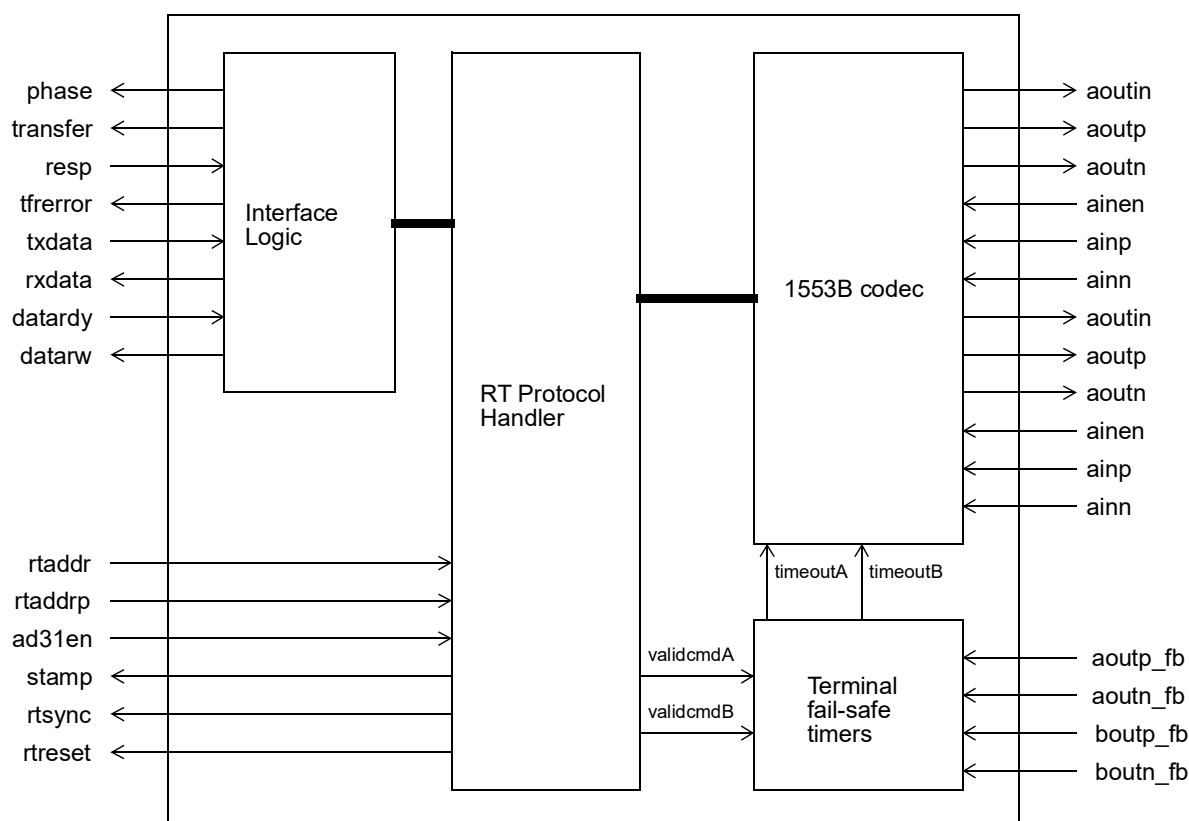 phase
transfer
resp
tfrerror
txdata
rxdata
datardy
datarw
Interface
Logic
RT Protocol
Handler
1553B codec
aoutin
aoutp
aoutn
ainen
ainp
ainn
aoutin
aoutp
aoutn
ainen
ainp
ainn
rtaddr
rtaddrp
ad31en
stamp
rtsync
rtreset
timeoutA
timeoutB
validcmdA
validcmdB
Terminal
fail-safe
timers
aoutp_fb
aoutn_fb
boutp_fb
boutn_fb